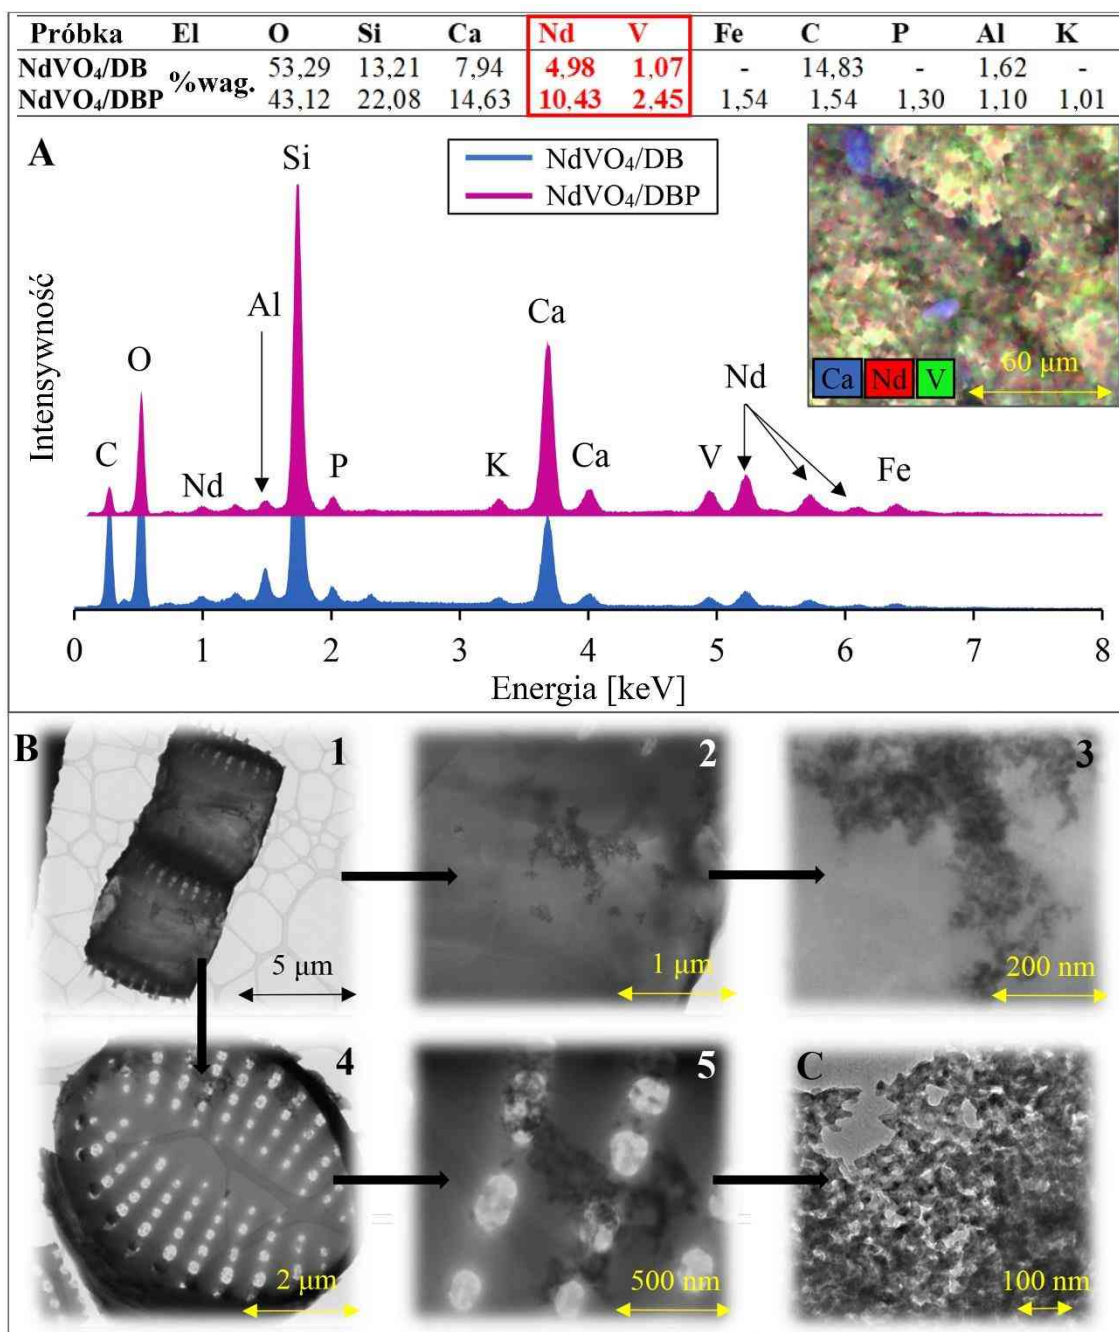 Próbka El O Si Ca Nd V Fe C P Al K
NdVO₄/DB %wag. 53,29 13,21 7,94 4,98 1,07 - 14,83 - 1,62 -
NdVO₄/DBP 43,12 22,08 14,63 10,43 2,45 1,54 1,54 1,30 1,10 1,01
A
Si
NdVO₄/DB
NdVO₄/DBP
Intensywność
Al
Ca
O
Nd
60 µm
Ca Nd V
C
Nd
P
K
Ca
V
Fe
0 1 2 3 4 5 6 7 8
Energia [keV]
B
1
5 µm
2
1 µm
3
200 nm
4
2 µm
5
500 nm
C
100 nm